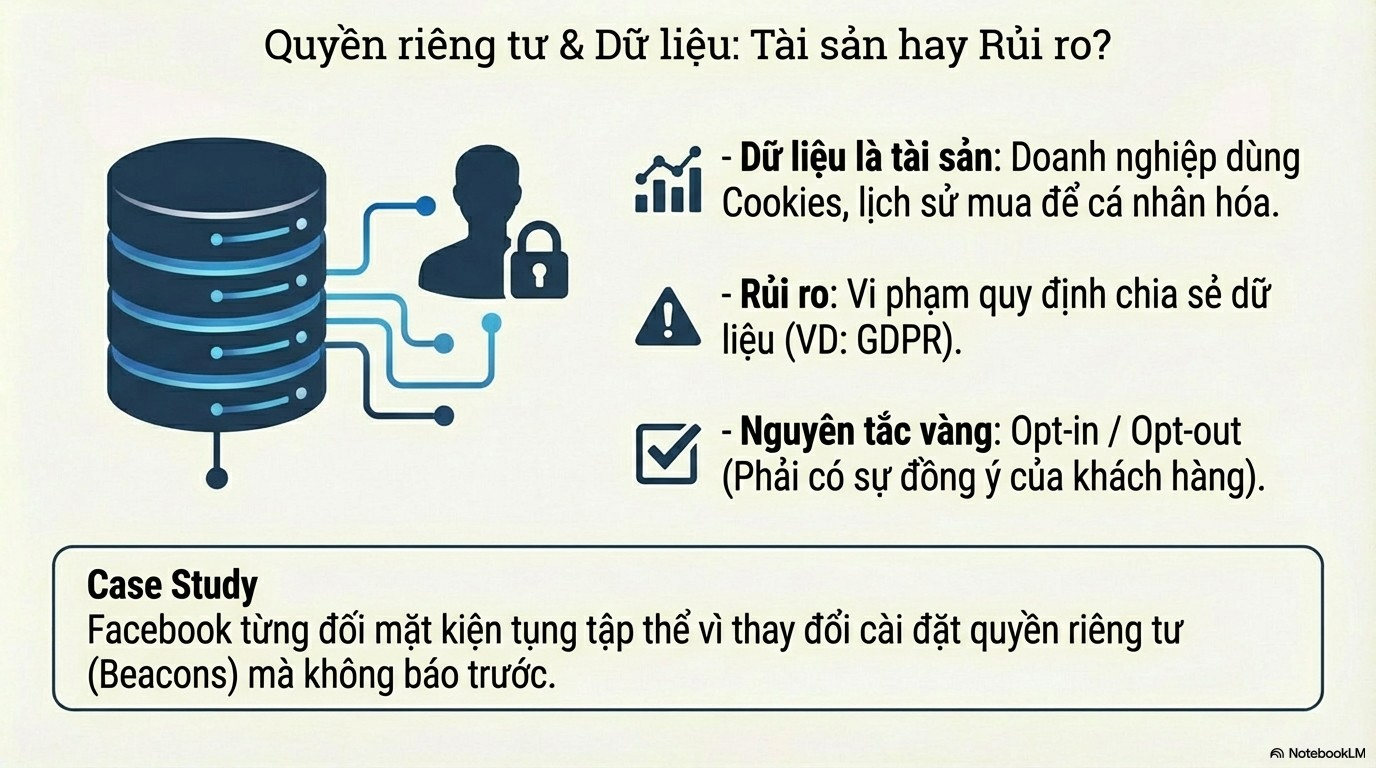 Quyền riêng tư & Dữ liệu: Tài sản hay Rủi ro?
- Dữ liệu là tài sản: Doanh nghiệp dùng
Cookies, lịch sử mua để cá nhân hóa.
- Rủi ro: Vi phạm quy định chia sẻ dữ
liệu (VD: GDPR).
- Nguyên tắc vàng: Opt-in / Opt-out
(Phải có sự đồng ý của khách hàng).
Case Study
Facebook từng đối mặt kiện tụng tập thể vì thay đổi cài đặt quyền riêng tư
(Beacons) mà không báo trước.
NotebookLM